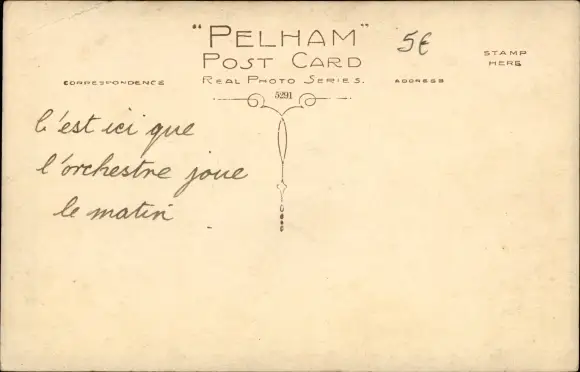 "PELHAM"
POST CARD
REAL PHOTO SERIES.
5€
STAMP
HERE
CORRESPONDENCE
ADDRESS
5291
C'est ici que
l'orchestre joue
le matin